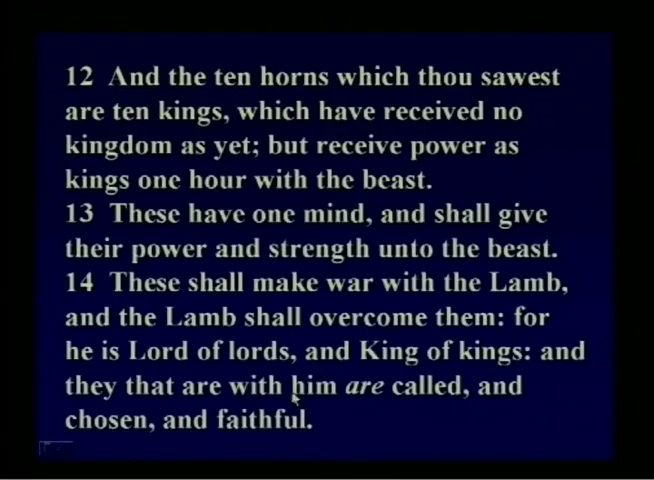 12 And the ten horns which thou sawest
are ten kings, which have received no
kingdom as yet; but receive power as
kings one hour with the beast.
13 These have one mind, and shall give
their power and strength unto the beast.
14 These shall make war with the Lamb,
and the Lamb shall overcome them: for
he is Lord of lords, and King of kings: and
they that are with him are called, and
chosen, and faithful.